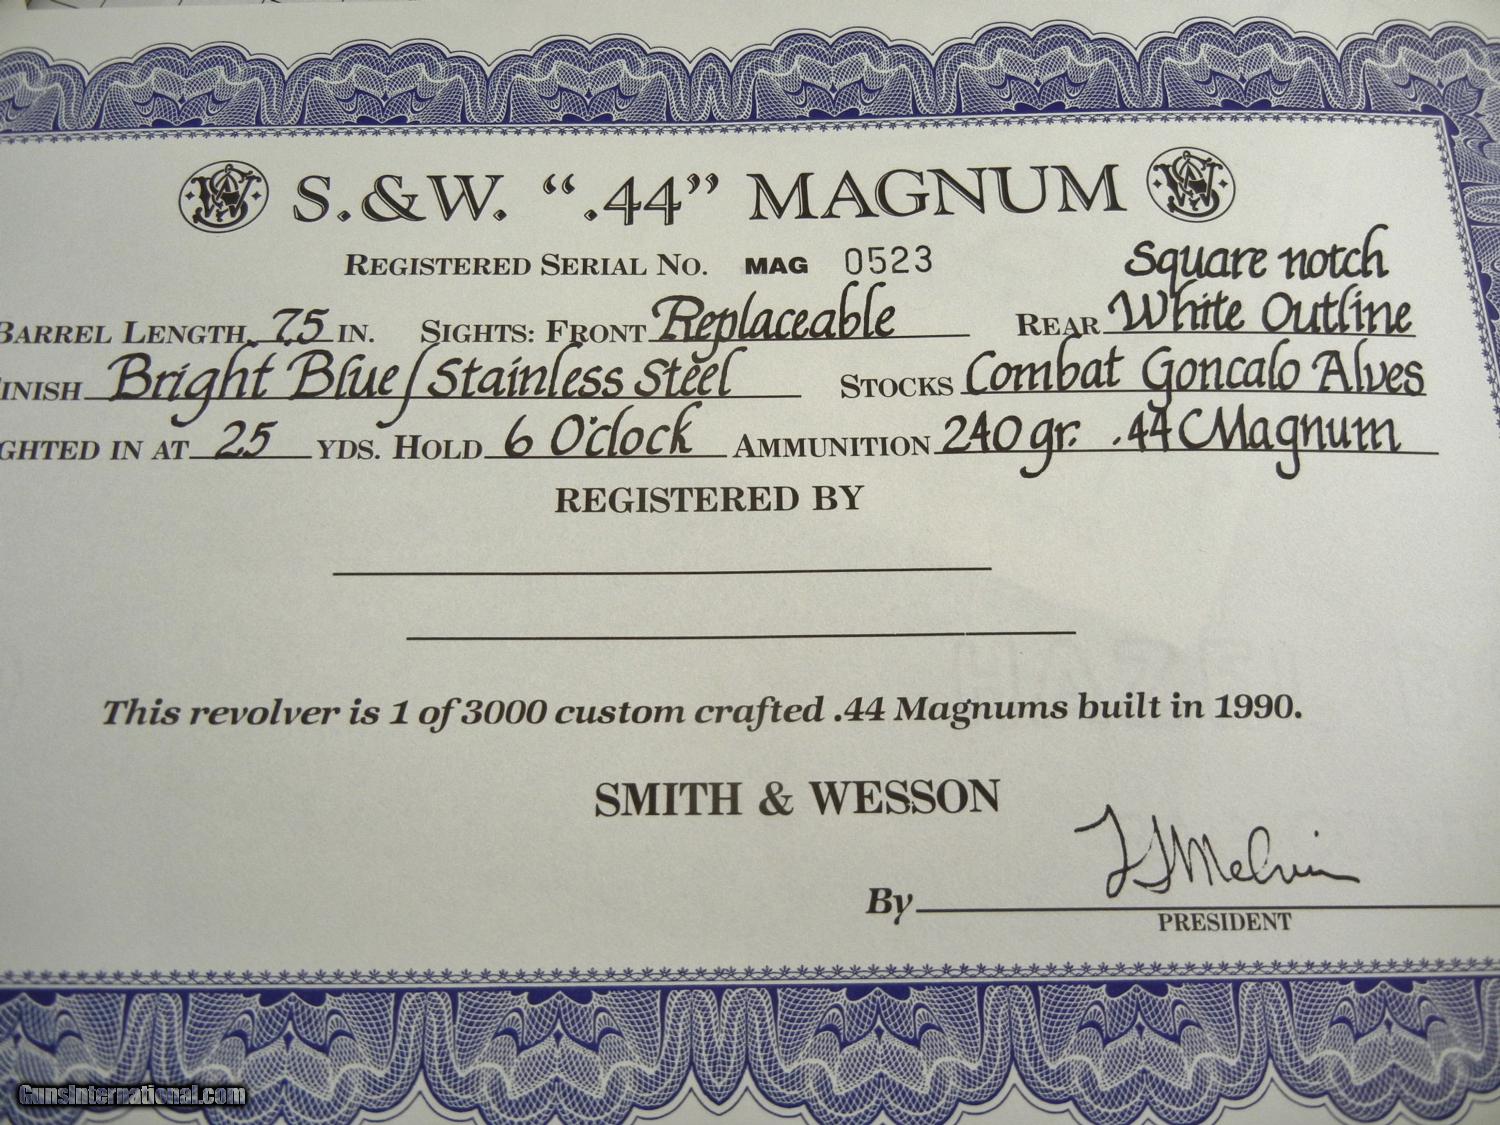 S.&W. “.44” MAGNUM
REGISTERED SERIAL NO. MAG 0523
Square notch
BARREL LENGTH 7.5 IN. SIGHTS: FRONT Replaceable REAR White Outline
INISH Bright Blue/Stainless Steel STOCKS Combat Goncalo Alves
GHTED IN AT 25 YDS. HOLD 6 O'clock AMMUNITION 240 gr. .44 Magnum
REGISTERED BY
This revolver is 1 of 3000 custom crafted .44 Magnums built in 1990.
SMITH & WESSON
By L Melvin
PRESIDENT
GunsInternational.com